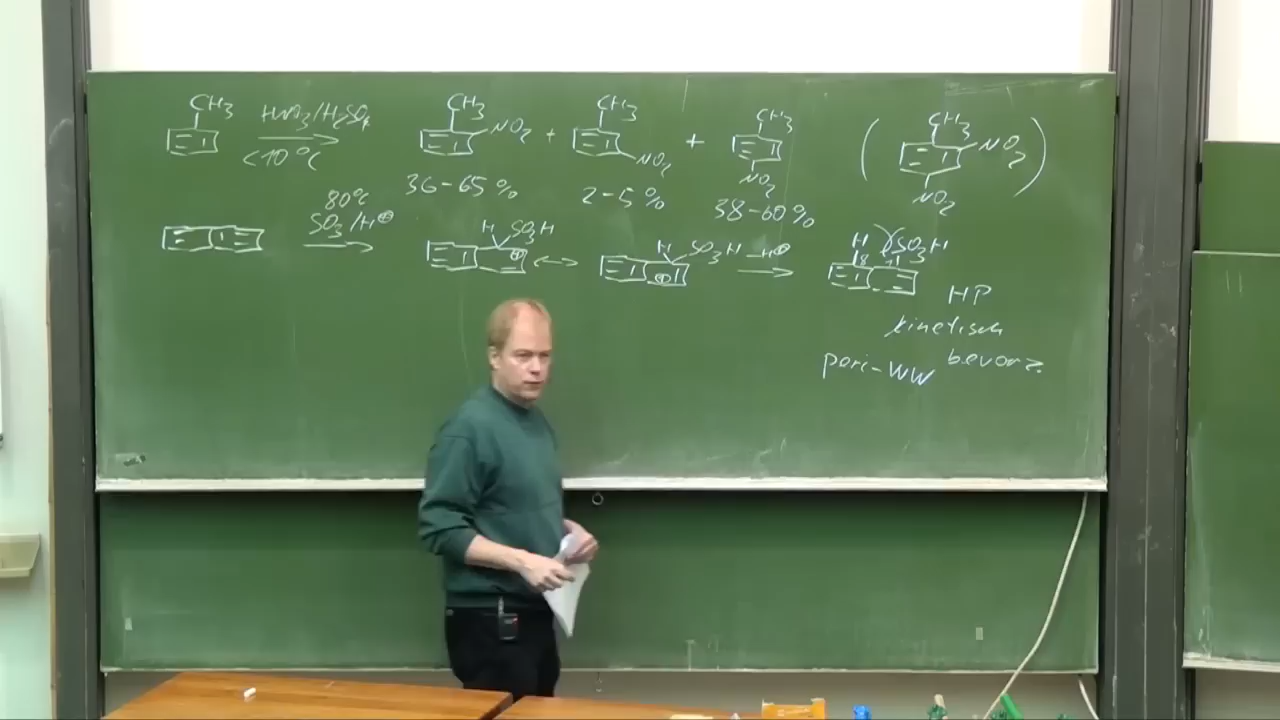 CH3 HNO3/H2SO4 CH3 NO2 + CH3 NO2 + CH3 NO2 ( CH3 NO2 NO2 )
<10°C
36-65% 2-5% 38-60%
80°C
SO3/H⊕ H SO3H ⊕ ↔ H SO3H ⊕ -H⊕ H SO3H 8 1
HP
kinetisch
peri-WW bevorz.